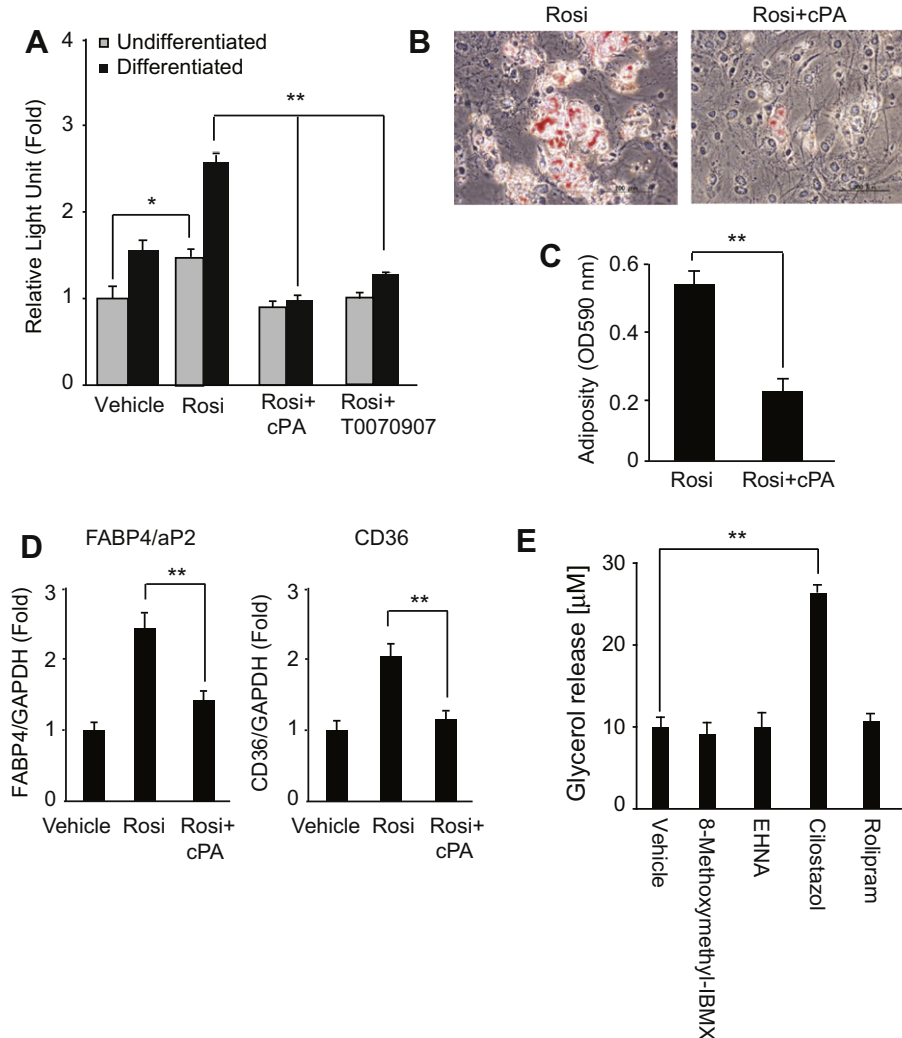 A
Undifferentiated
Differentiated
Relative Light Unit (Fold)
4
3
2
1
0
*
**
Vehicle
Rosi
Rosi+
cPA
Rosi+
T0070907
B
Rosi
Rosi+cPA
C
Adiposity (OD590 nm)
0.6
0.4
0.2
0
**
Rosi
Rosi+cPA
D
FABP4/aP2
FABP4/GAPDH (Fold)
3
2
1
0
**
Vehicle
Rosi
Rosi+
cPA
CD36
CD36/GAPDH (Fold)
3
2
1
0
**
Vehicle
Rosi
Rosi+
cPA
E
Glycerol release [μM]
30
20
10
0
**
Vehicle
8-Methoxymethyl-IBMX
EHNA
Cilostazol
Rolipram